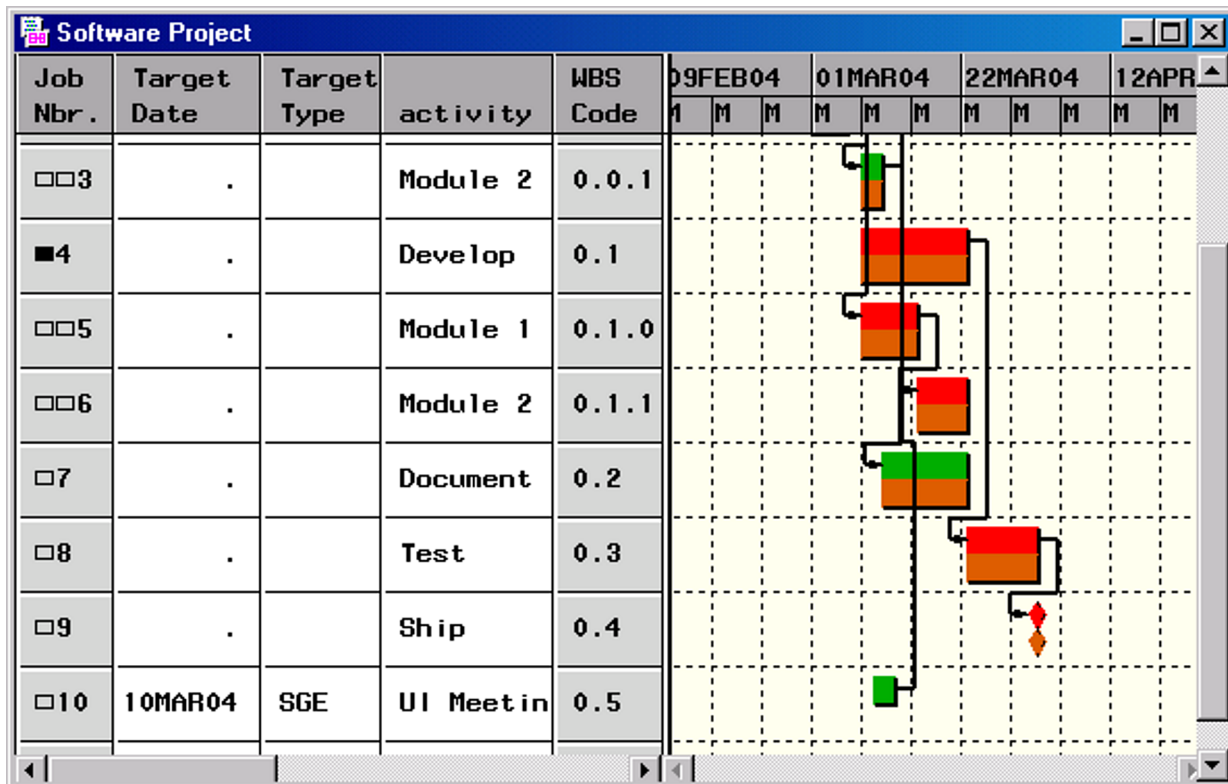 Software Project
Job Nbr. Target Date Target Type activity WBS Code 09FEB04 01MAR04 22MAR04 12APR
M M M M M M M M M M M
3 . Module 2 0.0.1
4 . Develop 0.1
5 . Module 1 0.1.0
6 . Module 2 0.1.1
7 . Document 0.2
8 . Test 0.3
9 . Ship 0.4
10 10MAR04 SGE UI Meetin 0.5